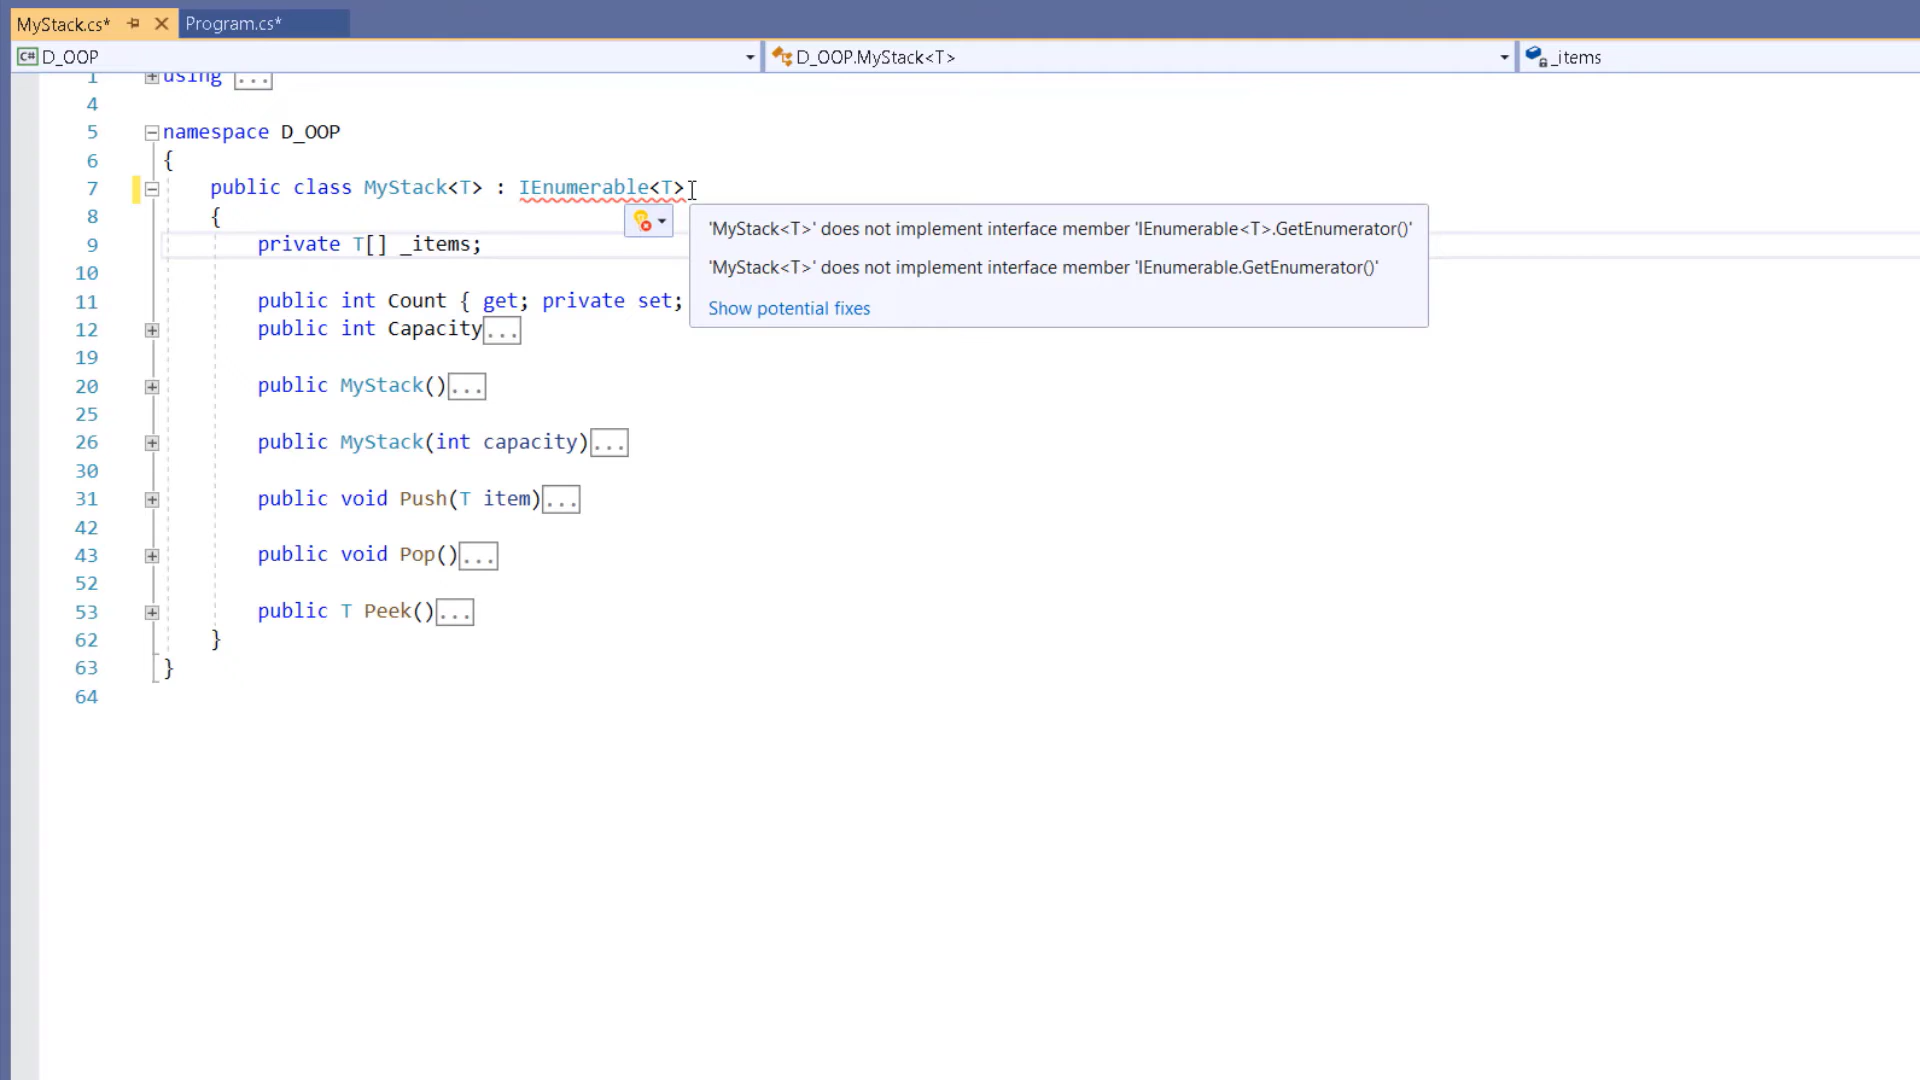 MyStack.cs* Program.cs*
C# D_OOP D_OOP.MyStack<T> _items
1 using ...
4
5 namespace D_OOP
6 {
7 public class MyStack<T> : IEnumerable<T>
8 {
'MyStack<T>' does not implement interface member 'IEnumerable<T>.GetEnumerator()'
9 private T[] _items;
'MyStack<T>' does not implement interface member 'IEnumerable.GetEnumerator()'
10
11 public int Count { get; private set;
Show potential fixes
12 public int Capacity...
19
20 public MyStack()...
25
26 public MyStack(int capacity)...
30
31 public void Push(T item)...
42
43 public void Pop()...
52
53 public T Peek()...
62 }
63 }
64